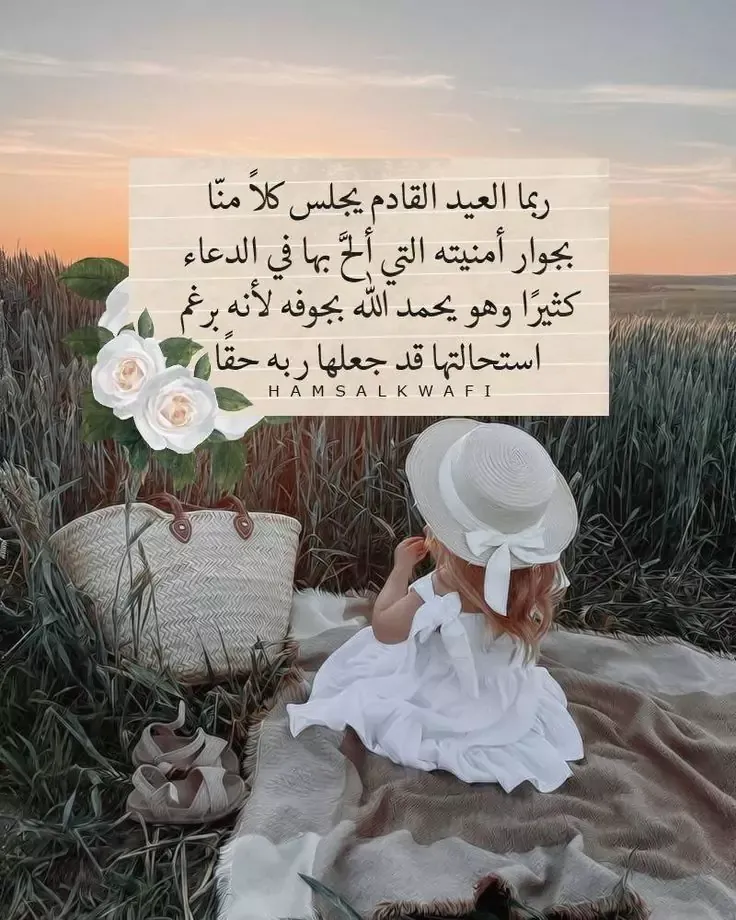 ربما العيد القادم يجلس كلاً منّا
بجوار أمنيته التي ألحَّ بها في الدعاء
كثيرًا وهو يحمد الله بجوفه لأنه برغم
استحالتها قد جعلها ربه حقًا
HAMSALKWAFI